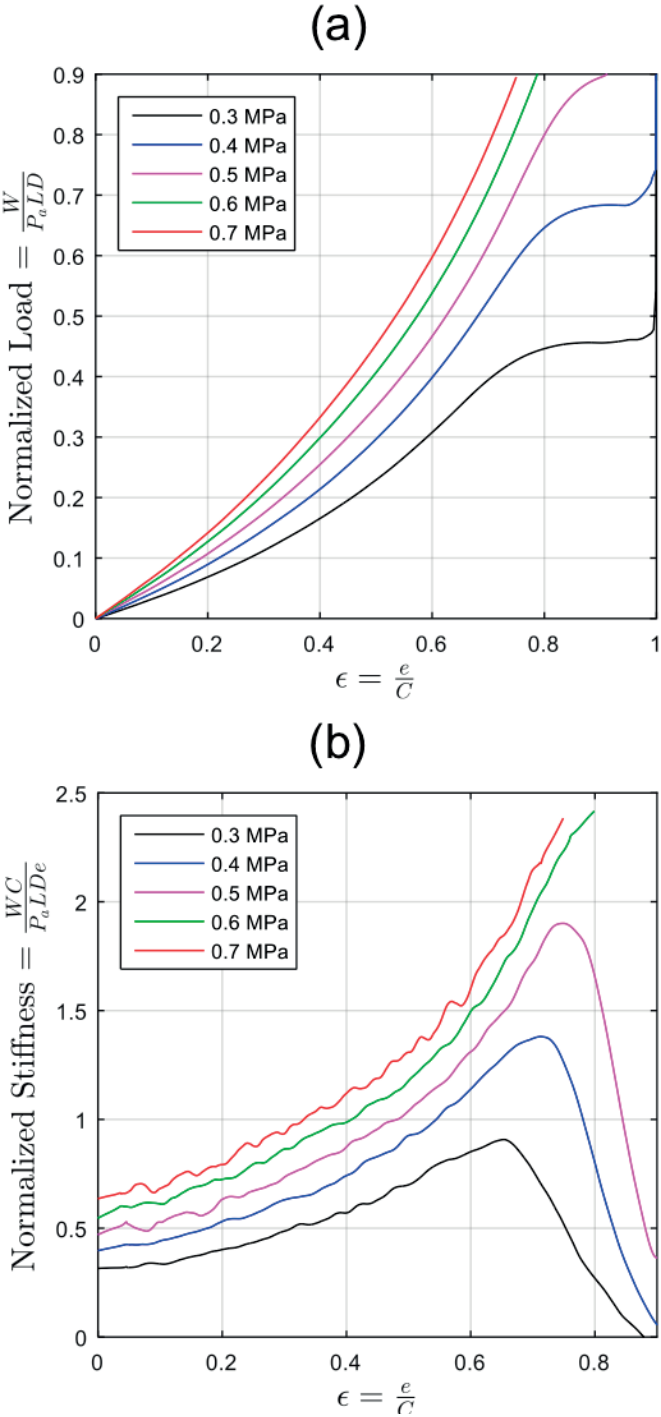 (a)
0.9
0.8
0.7
0.6
0.5
0.4
0.3
0.2
0.1
0
0.3 MPa
0.4 MPa
0.5 MPa
0.6 MPa
0.7 MPa
Normalized Load = W/PₐLD
0 0.2 0.4 0.6 0.8 1
ϵ = e/C
(b)
2.5
2
1.5
1
0.5
0
0.3 MPa
0.4 MPa
0.5 MPa
0.6 MPa
0.7 MPa
Normalized Stiffness = WC/PₐLDe
0 0.2 0.4 0.6 0.8
ϵ = e/C